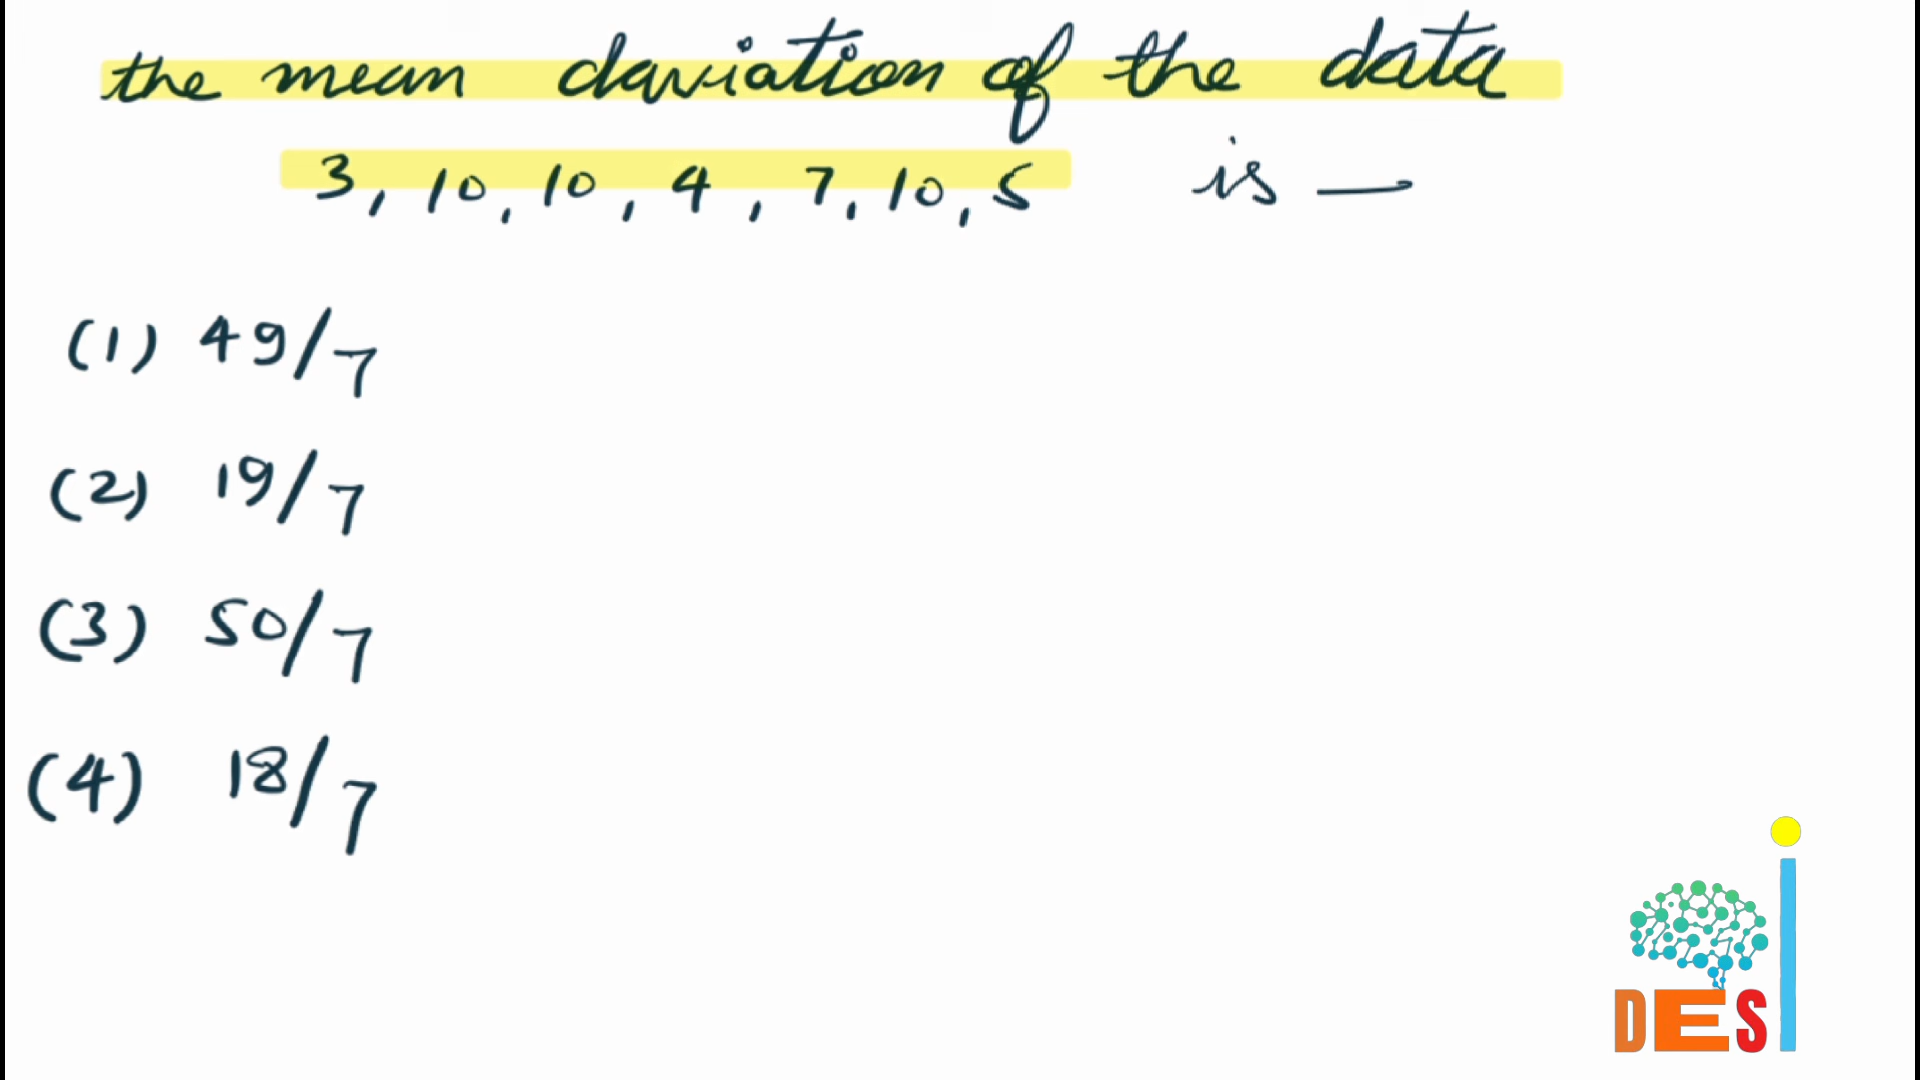 the mean daviation of the data
3, 10, 10, 4, 7, 10, 5 is —
(1) 49/7
(2) 19/7
(3) 50/7
(4) 18/7
DESi